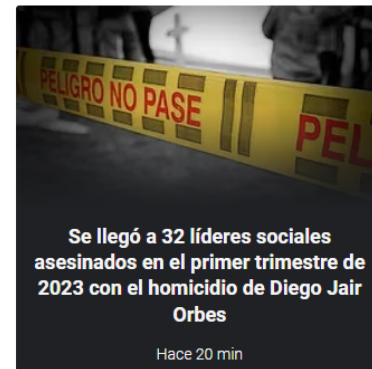 PELIGRO NO PASE
PEL
Se llegó a 32 líderes sociales
asesinados en el primer trimestre de
2023 con el homicidio de Diego Jair
Orbes
Hace 20 min